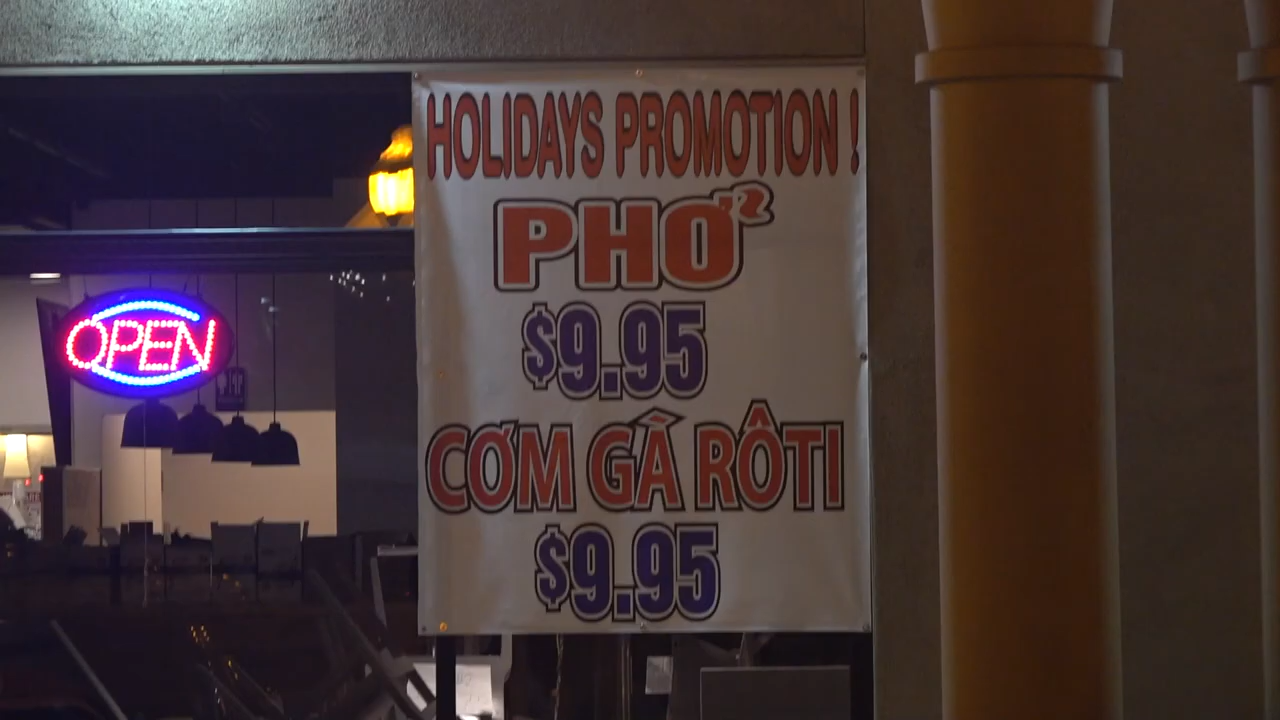 HOLIDAYS PROMOTION !
PHỞ
$9.95
CƠM GÀ RÔTI
$9.95
OPEN